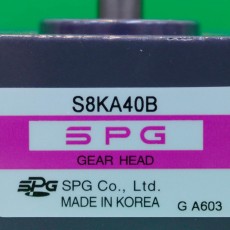 S8KA40B
SPG
GEAR HEAD
SPG SPG Co., Ltd.
MADE IN KOREA G A603